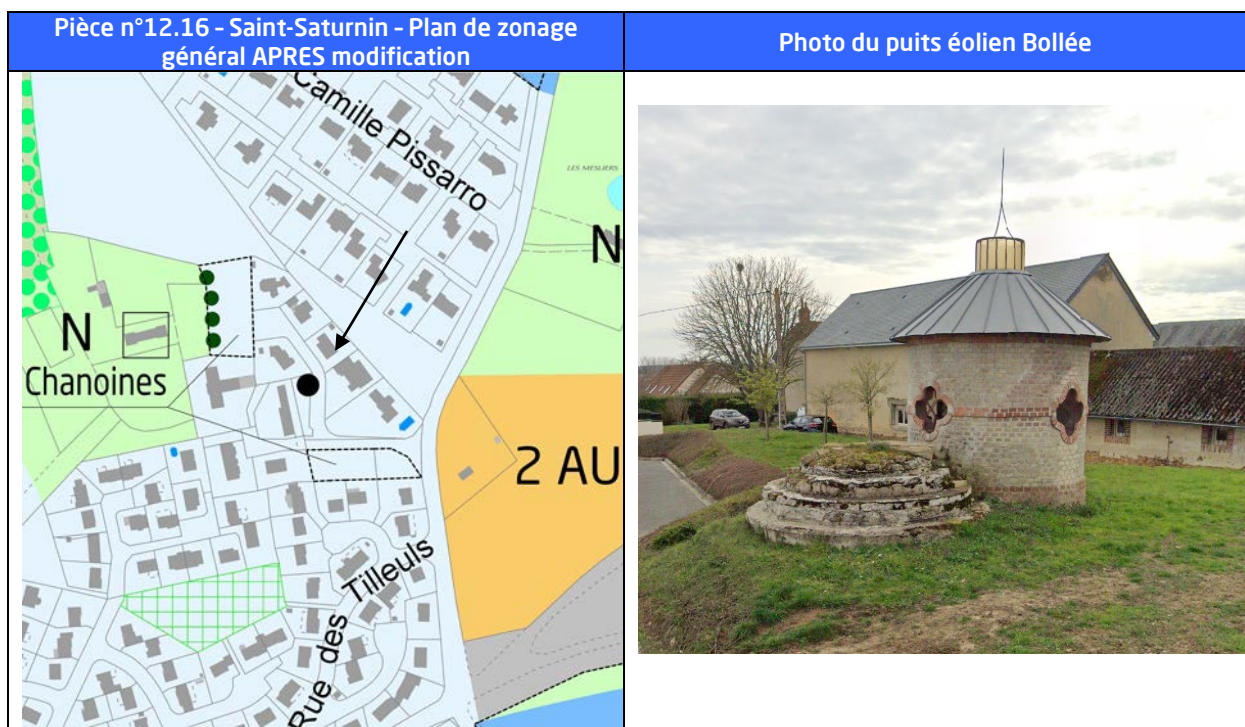 Pièce n°12.16 - Saint-Saturnin - Plan de zonage
général APRES modification
Photo du puits éolien Bollée
Camille Pissarro
LES MESLIERS
N
N
Chanoines
2 AU
Rue des Tilleuls